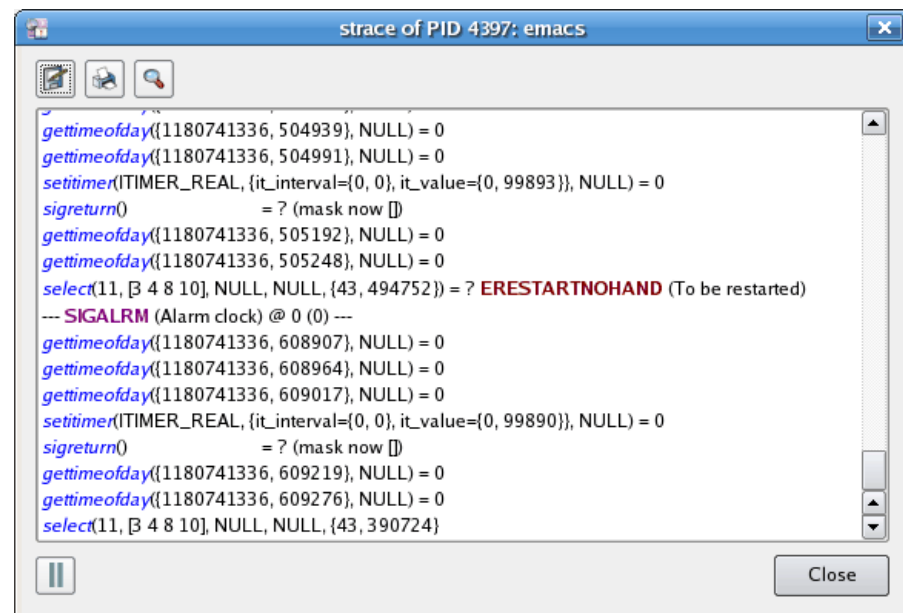 strace of PID 4397: emacs
gettimeofday({1180741336, 504939}, NULL) = 0
gettimeofday({1180741336, 504991}, NULL) = 0
setitimer(ITIMER_REAL, {it_interval={0, 0}, it_value={0, 99893}}, NULL) = 0
sigreturn() = ? (mask now [])
gettimeofday({1180741336, 505192}, NULL) = 0
gettimeofday({1180741336, 505248}, NULL) = 0
select(11, [3 4 8 10], NULL, NULL, {43, 494752}) = ? ERESTARTNOHAND (To be restarted)
--- SIGALRM (Alarm clock) @ 0 (0) ---
gettimeofday({1180741336, 608907}, NULL) = 0
gettimeofday({1180741336, 608964}, NULL) = 0
gettimeofday({1180741336, 609017}, NULL) = 0
setitimer(ITIMER_REAL, {it_interval={0, 0}, it_value={0, 99890}}, NULL) = 0
sigreturn() = ? (mask now [])
gettimeofday({1180741336, 609219}, NULL) = 0
gettimeofday({1180741336, 609276}, NULL) = 0
select(11, [3 4 8 10], NULL, NULL, {43, 390724}
Close